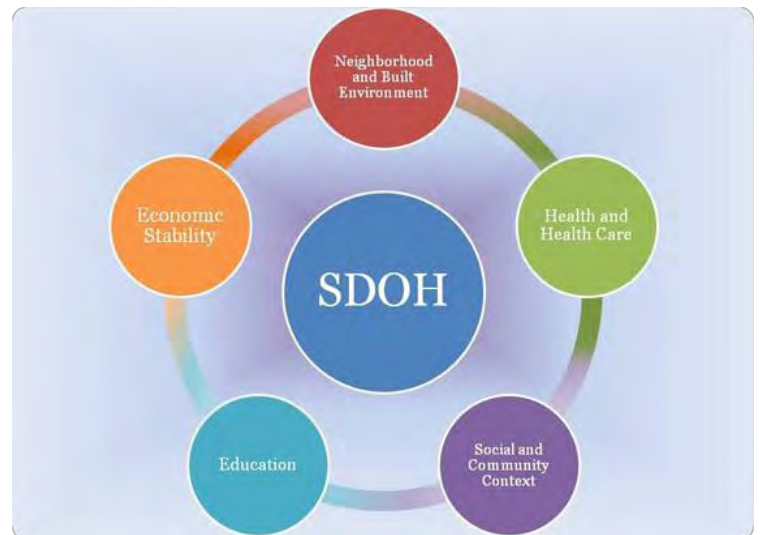 Neighborhood
and Built
Environment
Economic
Stability
Health and
Health Care
SDOH
Education
Social and
Community
Context